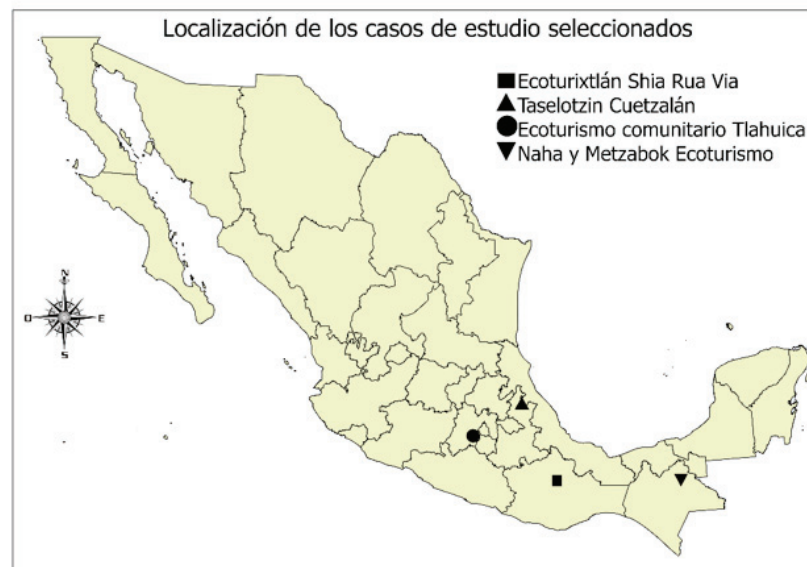 Localización de los casos de estudio seleccionados
Ecoturixtlán Shia Rua Via
Taselotzin Cuetzalán
Ecoturismo comunitario Tlahuica
Naha y Metzabok Ecoturismo
N
O E
S